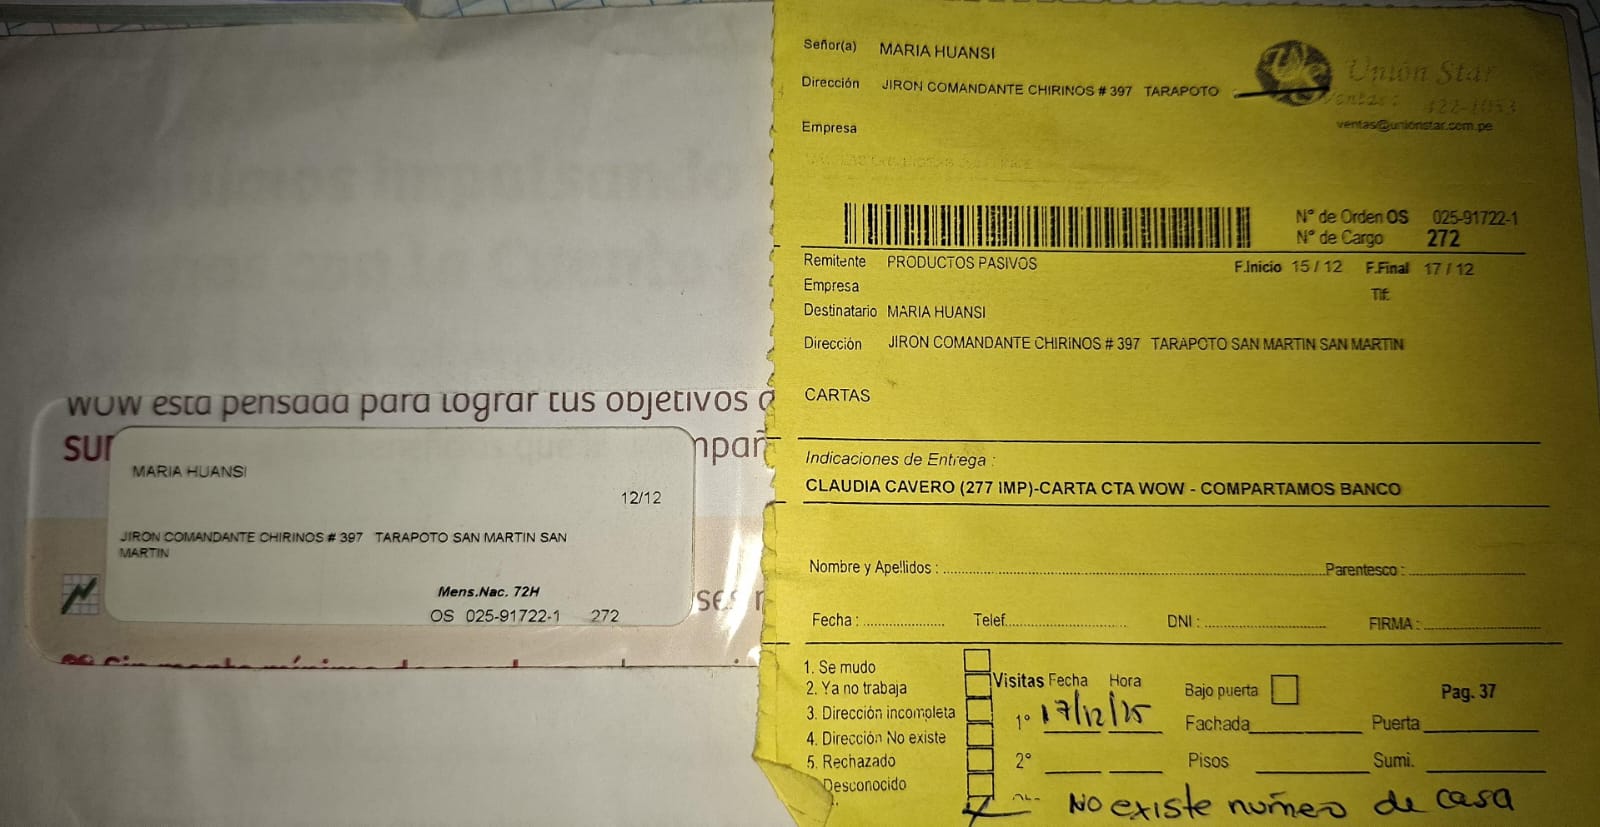 WOW está pensada para lograr tus objetivos
MARIA HUANSI
12/12
JIRON COMANDANTE CHIRINOS # 397 TARAPOTO SAN MARTIN SAN
MARTIN
Mens.Nac. 72H
OS 025-91722-1 272
Señor(a) MARIA HUANSI
Dirección JIRON COMANDANTE CHIRINOS # 397 TARAPOTO
Empresa
Unión Star
Ventas: 422-1053
ventas@unionstar.com.pe
N° de Orden OS 025-91722-1
N° de Cargo 272
Remitente PRODUCTOS PASIVOS F.Inicio 15 / 12 F.Final 17 / 12
Empresa Tlf:
Destinatario MARIA HUANSI
Dirección JIRON COMANDANTE CHIRINOS # 397 TARAPOTO SAN MARTIN SAN MARTIN
CARTAS
Indicaciones de Entrega :
CLAUDIA CAVERO (277 IMP)-CARTA CTA WOW - COMPARTAMOS BANCO
Nombre y Apellidos : Parentesco :
Fecha : Telef. DNI : FIRMA :
1. Se mudo
2. Ya no trabaja
3. Dirección incompleta
4. Dirección No existe
5. Rechazado
Desconocido
Visitas Fecha Hora
1° 17/12/25
2°
Bajo puerta Pag. 37
Fachada Puerta
Pisos Sumi.
No existe número de casa